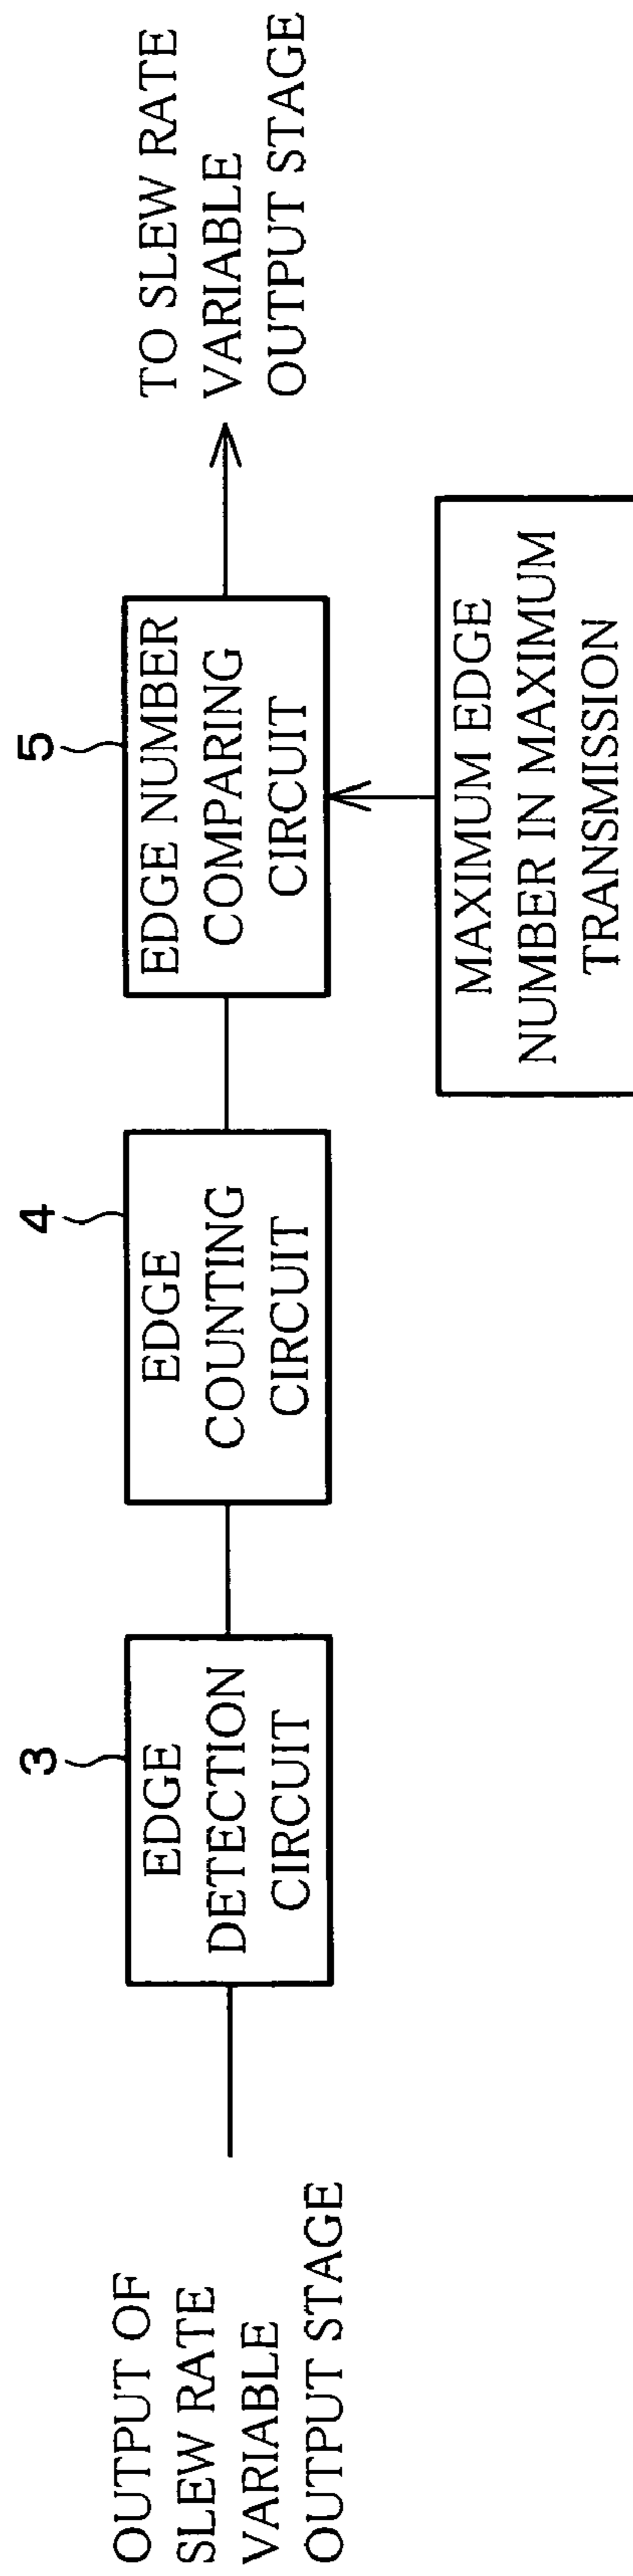 OUTPUT OF
SLEW RATE
VARIABLE
OUTPUT STAGE
3
EDGE
DETECTION
CIRCUIT
4
EDGE
COUNTING
CIRCUIT
5
EDGE NUMBER
COMPARING
CIRCUIT
TO SLEW RATE
VARIABLE
OUTPUT STAGE
MAXIMUM EDGE
NUMBER IN MAXIMUM
TRANSMISSION